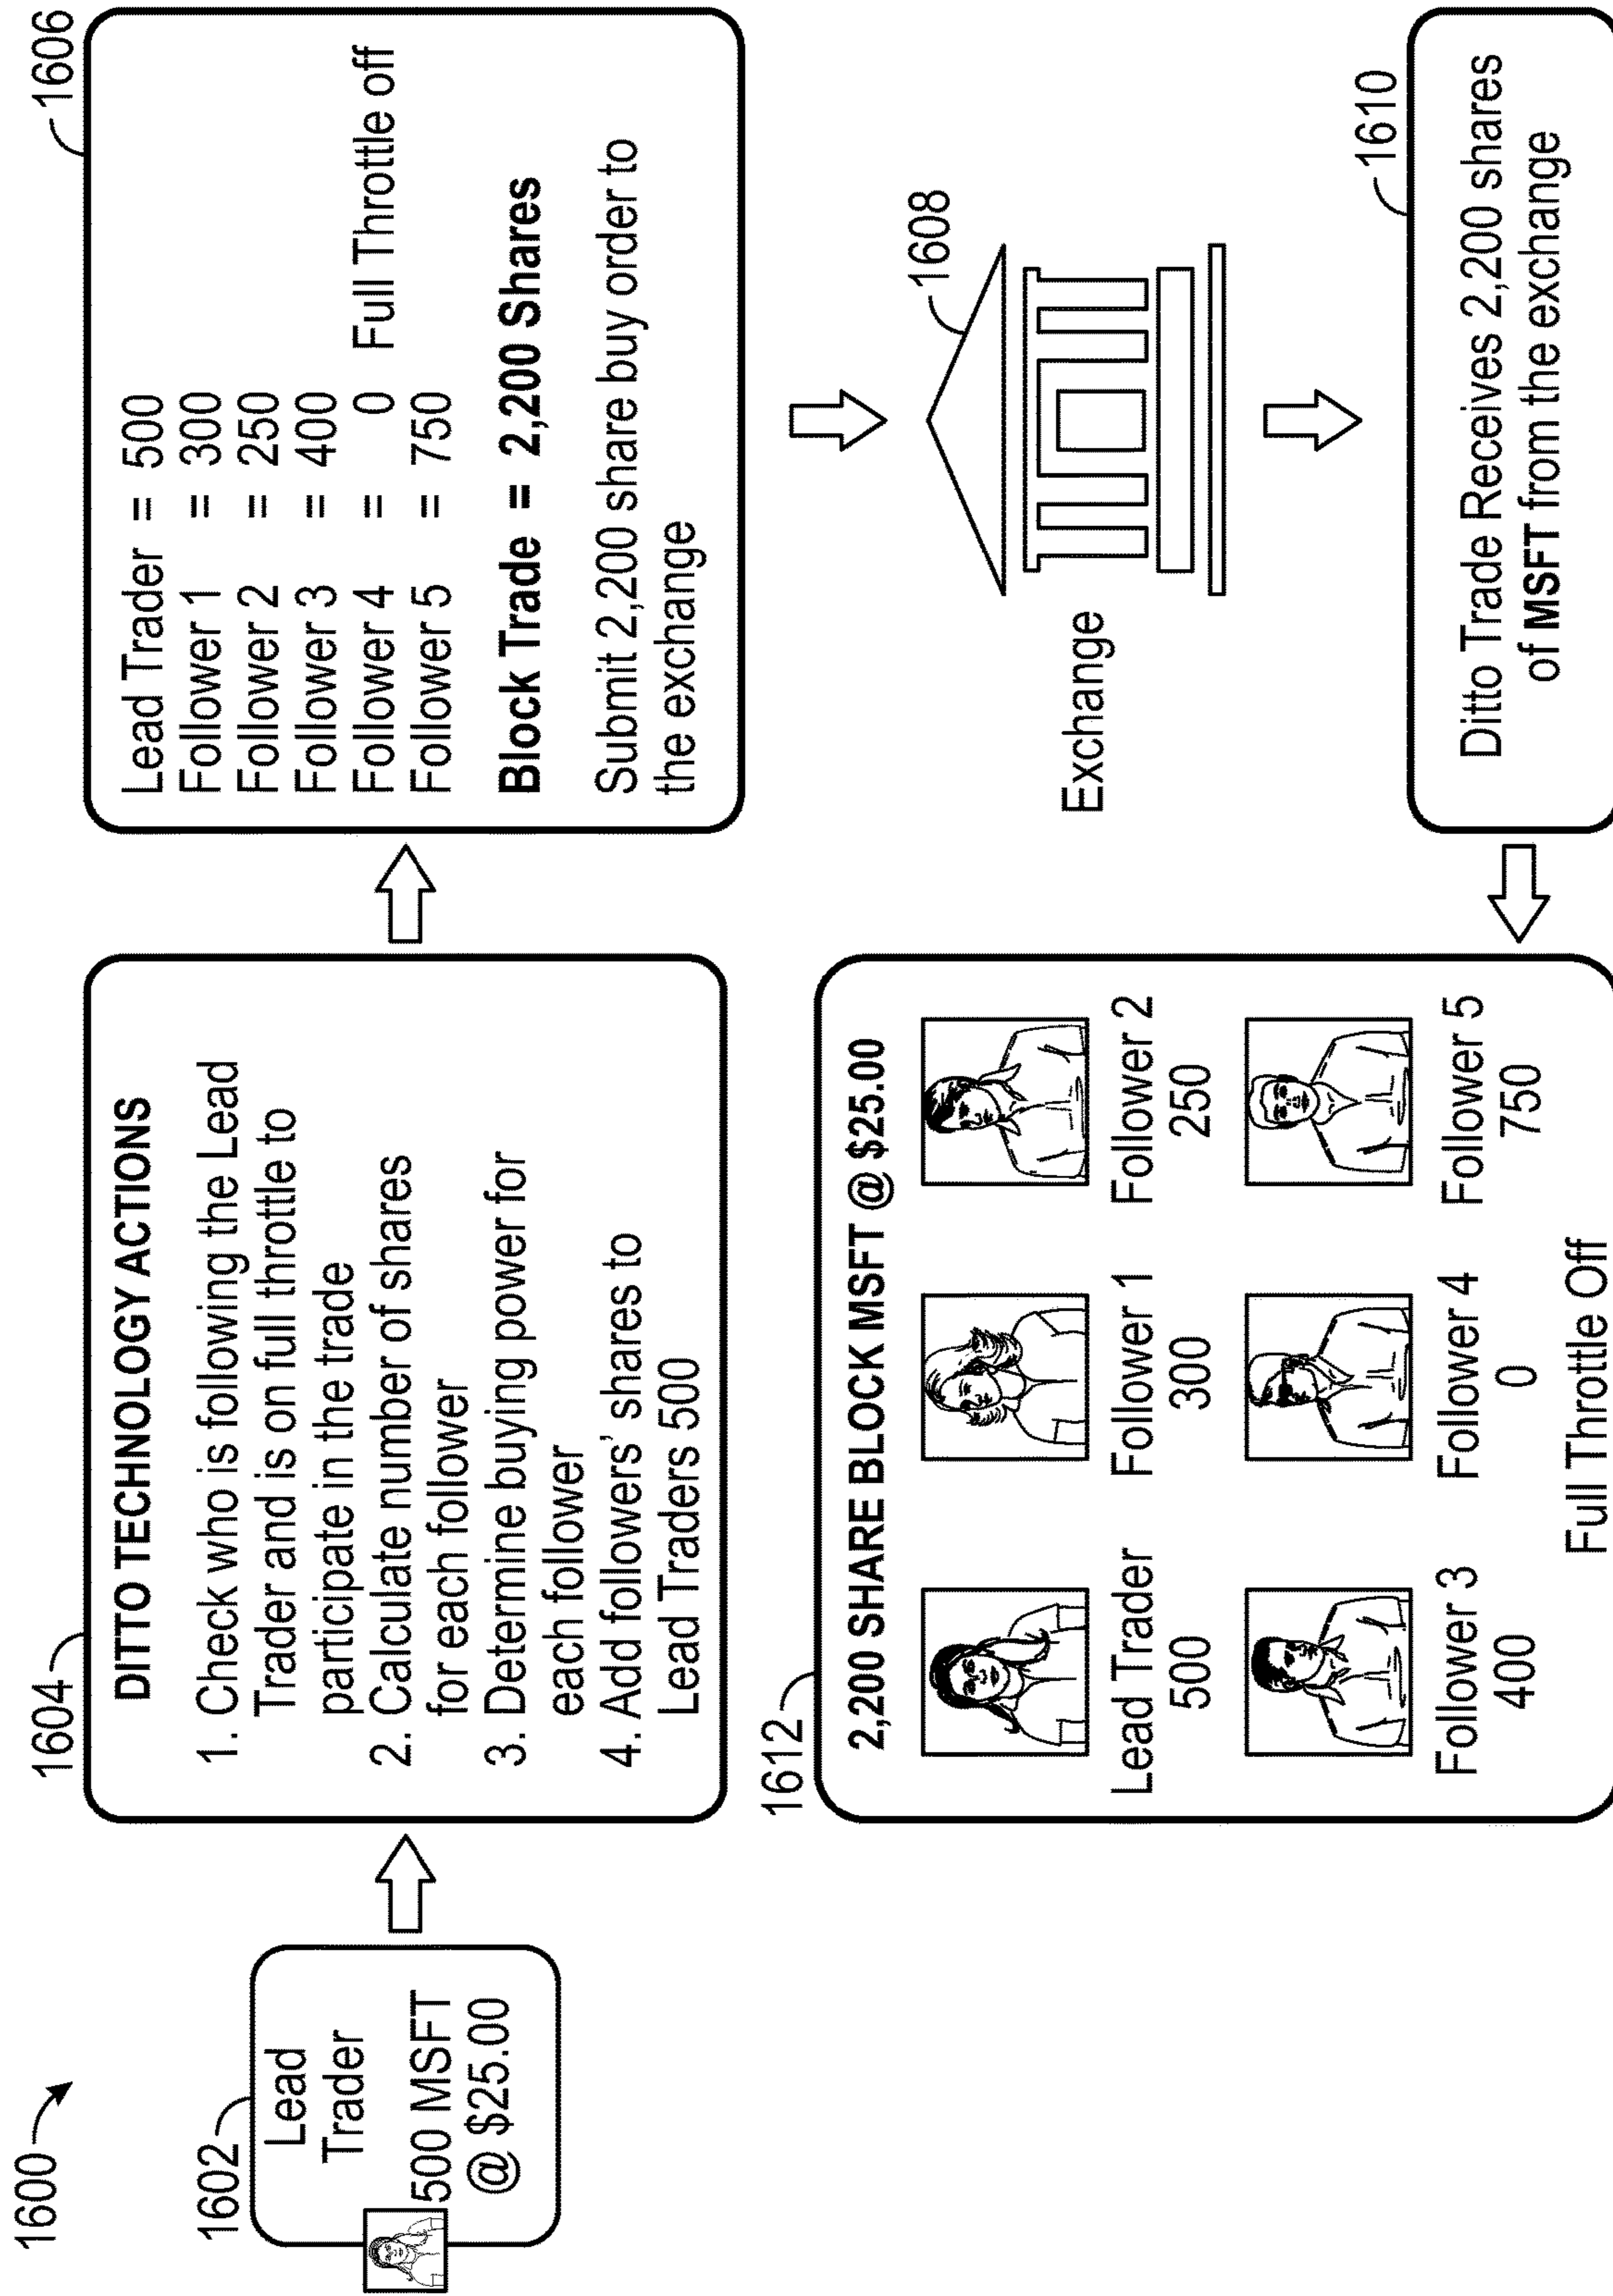 1600
1602
Lead
Trader
500 MSFT
@ $25.00
1604
DITTO TECHNOLOGY ACTIONS
1. Check who is following the Lead
Trader and is on full throttle to
participate in the trade
2. Calculate number of shares
for each follower
3. Determine buying power for
each follower
4. Add followers' shares to
Lead Traders 500
1606
Lead Trader = 500
Follower 1 = 300
Follower 2 = 250
Follower 3 = 400
Follower 4 = 0 Full Throttle off
Follower 5 = 750
Block Trade = 2,200 Shares
Submit 2,200 share buy order to
the exchange
1608
Exchange
1610
Ditto Trade Receives 2,200 shares
of MSFT from the exchange
1612
2,200 SHARE BLOCK MSFT @ $25.00
Lead Trader Follower 1 Follower 2
500 300 250
Follower 3 Follower 4 Follower 5
400 0 750
Full Throttle Off